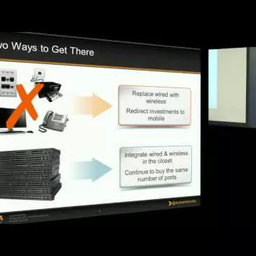 wo Ways to Get There
Replace wired with
wireless
Redirect investments to
mobile
Integrate wired & wireless
in the closet
Continue to buy the same
number of ports